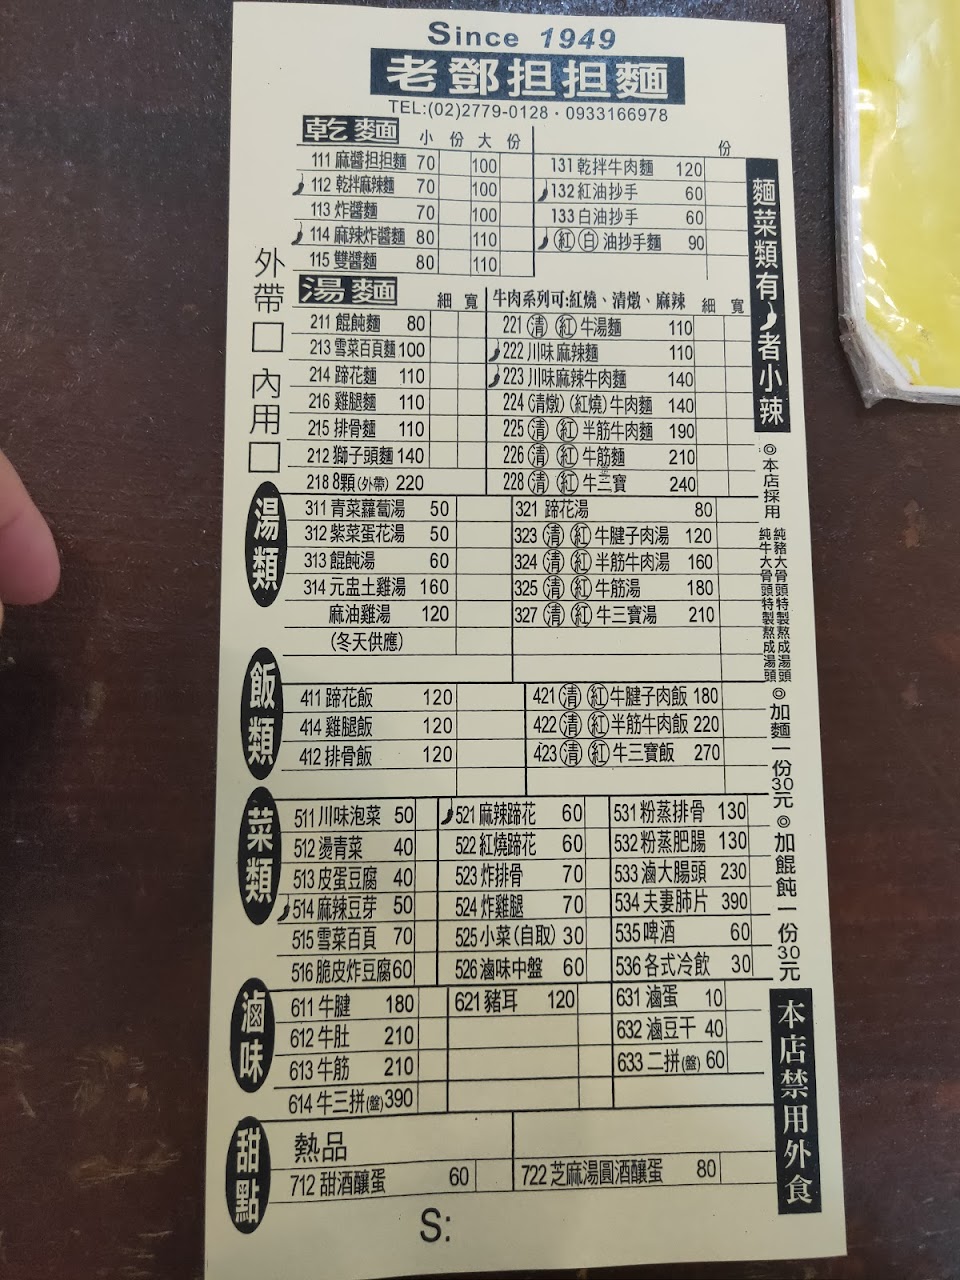 Since 1949
老鄧担担麵
TEL:(02)2779-0128・0933166978
外帶□ 內用□
乾麵 小份 大份
111 麻醬担担麵 70 100
112 乾拌麻辣麵 70 100
113 炸醬麵 70 100
114 麻辣炸醬麵 80 110
115 雙醬麵 80 110
份
131 乾拌牛肉麵 120
132 紅油抄手 60
133 白油抄手 60
紅 白 油抄手麵 90
湯麵 細 寬
211 餛飩麵 80
213 雪菜百頁麵 100
214 蹄花麵 110
216 雞腿麵 110
215 排骨麵 110
212 獅子頭麵 140
218 8顆(外帶) 220
牛肉系列可:紅燒、清燉、麻辣 細 寬
221 清 紅 牛湯麵 110
222 川味麻辣麵 110
223 川味麻辣牛肉麵 140
224 (清燉)(紅燒)牛肉麵 140
225 清 紅 半筋牛肉麵 190
226 清 紅 牛筋麵 210
228 清 紅 牛三寶 240
湯類
311 青菜蘿蔔湯 50
312 紫菜蛋花湯 50
313 餛飩湯 60
314 元盅土雞湯 160
麻油雞湯 120
(冬天供應)
321 蹄花湯 80
323 清 紅 牛腱子肉湯 120
324 清 紅 半筋牛肉湯 160
325 清 紅 牛筋湯 180
327 清 紅 牛三寶湯 210
飯類
411 蹄花飯 120
414 雞腿飯 120
412 排骨飯 120
421 清 紅 牛腱子肉飯 180
422 清 紅 半筋牛肉飯 220
423 清 紅 牛三寶飯 270
菜類
511 川味泡菜 50
512 燙青菜 40
513 皮蛋豆腐 40
514 麻辣豆芽 50
515 雪菜百頁 70
516 脆皮炸豆腐 60
521 麻辣蹄花 60
522 紅燒蹄花 60
523 炸排骨 70
524 炸雞腿 70
525 小菜(自取) 30
526 滷味中盤 60
531 粉蒸排骨 130
532 粉蒸肥腸 130
533 滷大腸頭 230
534 夫妻肺片 390
535 啤酒 60
536 各式冷飲 30
滷味
611 牛腱 180
612 牛肚 210
613 牛筋 210
614 牛三拼(盤) 390
621 豬耳 120
631 滷蛋 10
632 滷豆干 40
633 二拼(盤) 60
甜點
熱品
712 甜酒釀蛋 60
722 芝麻湯圓酒釀蛋 80
S:
麵菜類有者小辣
◎本店採用
純豬大骨頭特製熬成湯頭
純牛大骨頭特製熬成湯頭
◎加麵一份30元
◎加餛飩一份30元
本店禁用外食